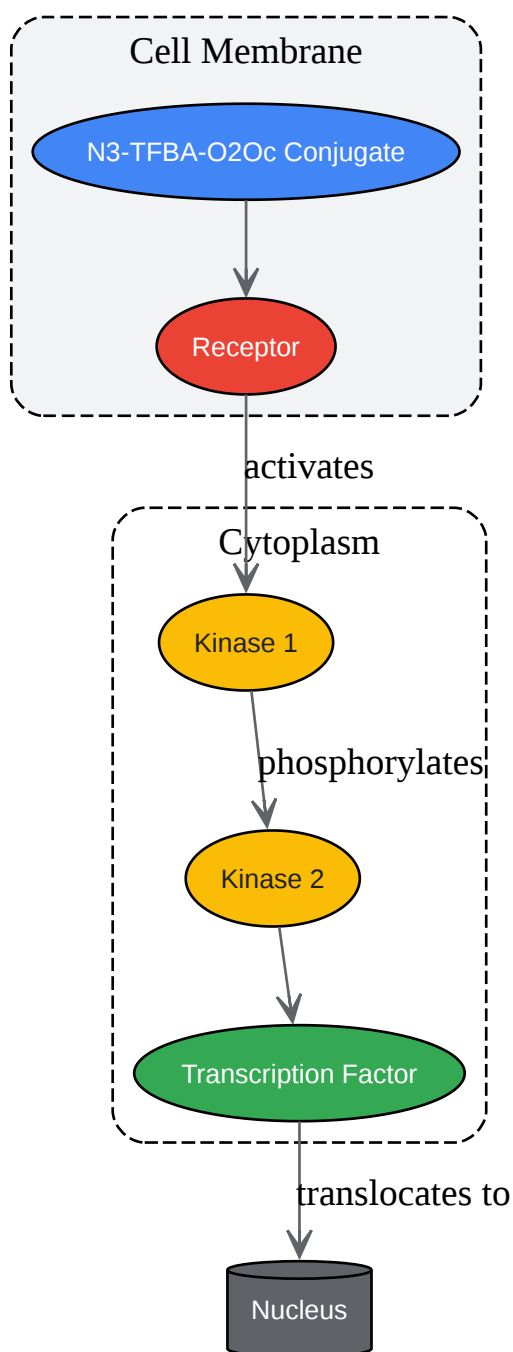 Cell Membrane
N3-TFBA-O2Oc Conjugate
Receptor
activates
Cytoplasm
Kinase 1
phosphorylates
Kinase 2
Transcription Factor
translocates to
Nucleus